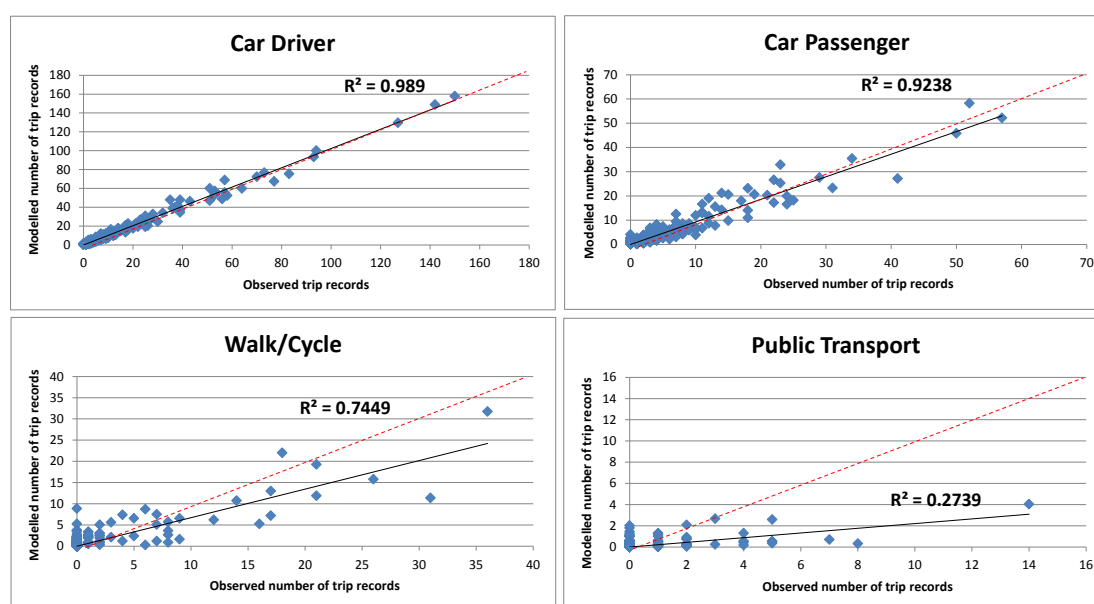 Car Driver
R² = 0.989
Modelled number of trip records
180
160
140
120
100
80
60
40
20
0
0 20 40 60 80 100 120 140 160 180
Observed trip records
Car Passenger
R² = 0.9238
Modelled number of trip records
70
60
50
40
30
20
10
0
0 10 20 30 40 50 60 70
Observed number of trip records
Walk/Cycle
R² = 0.7449
Modelled number of trip records
40
35
30
25
20
15
10
5
0
0 5 10 15 20 25 30 35 40
Observed number of trip records
Public Transport
R² = 0.2739
Modelled number of trip records
16
14
12
10
8
6
4
2
0
0 2 4 6 8 10 12 14 16
Observed number of trip records